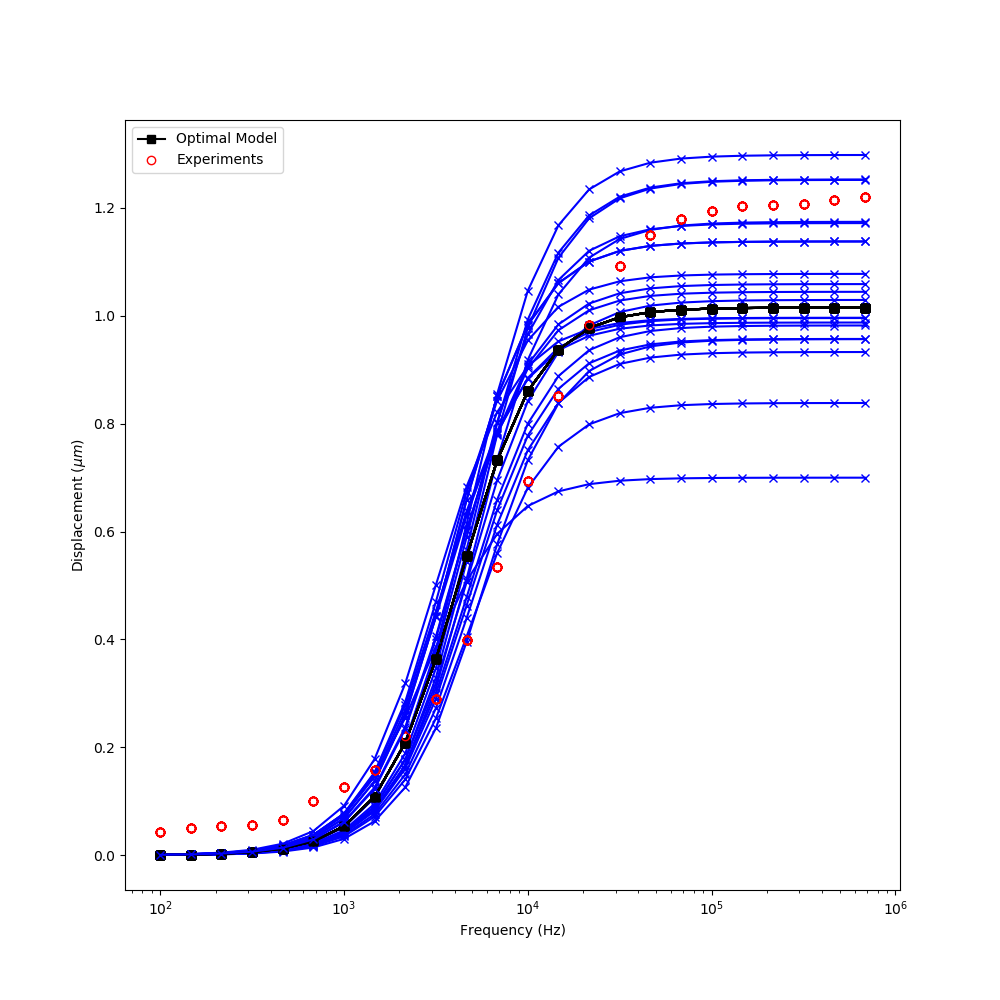 Optimal Model
Experiments
Displacement (μm)
1.2
1.0
0.8
0.6
0.4
0.2
0.0
10² 10³ 10⁴ 10⁵ 10⁶
Frequency (Hz)